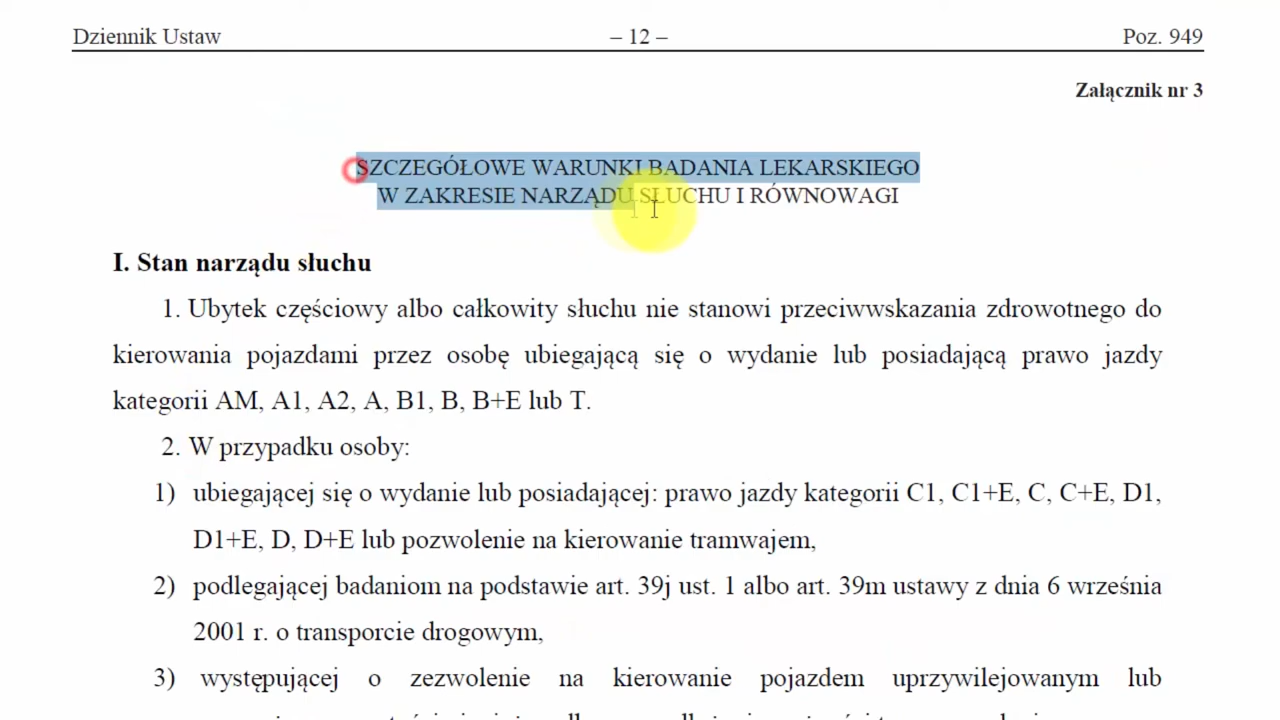 Dziennik Ustaw – 12 – Poz. 949
Załącznik nr 3
SZCZEGÓŁOWE WARUNKI BADANIA LEKARSKIEGO
W ZAKRESIE NARZĄDU SŁUCHU I RÓWNOWAGI
I. Stan narządu słuchu
1. Ubytek częściowy albo całkowity słuchu nie stanowi przeciwwskazania zdrowotnego do
kierowania pojazdami przez osobę ubiegającą się o wydanie lub posiadającą prawo jazdy
kategorii AM, A1, A2, A, B1, B, B+E lub T.
2. W przypadku osoby:
1) ubiegającej się o wydanie lub posiadającej: prawo jazdy kategorii C1, C1+E, C, C+E, D1,
D1+E, D, D+E lub pozwolenie na kierowanie tramwajem,
2) podlegającej badaniom na podstawie art. 39j ust. 1 albo art. 39m ustawy z dnia 6 września
2001 r. o transporcie drogowym,
3) występującej o zezwolenie na kierowanie pojazdem uprzywilejowanym lub